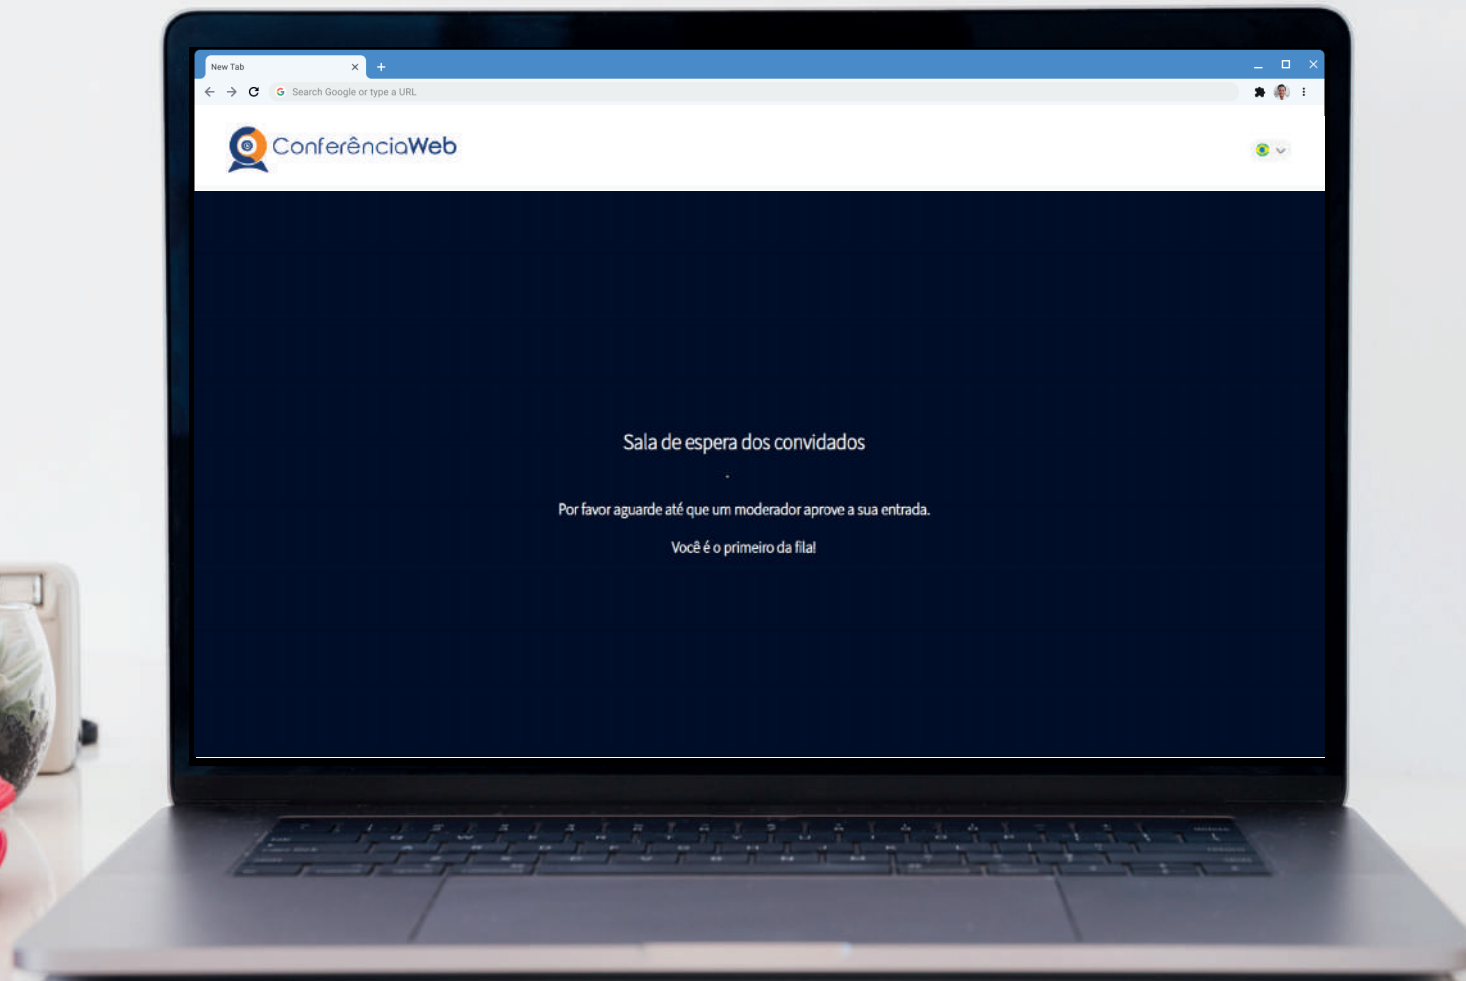 New Tab
Search Google or type a URL
ConferênciaWeb
Sala de espera dos convidados
Por favor aguarde até que um moderador aprove a sua entrada.
Você é o primeiro da fila!